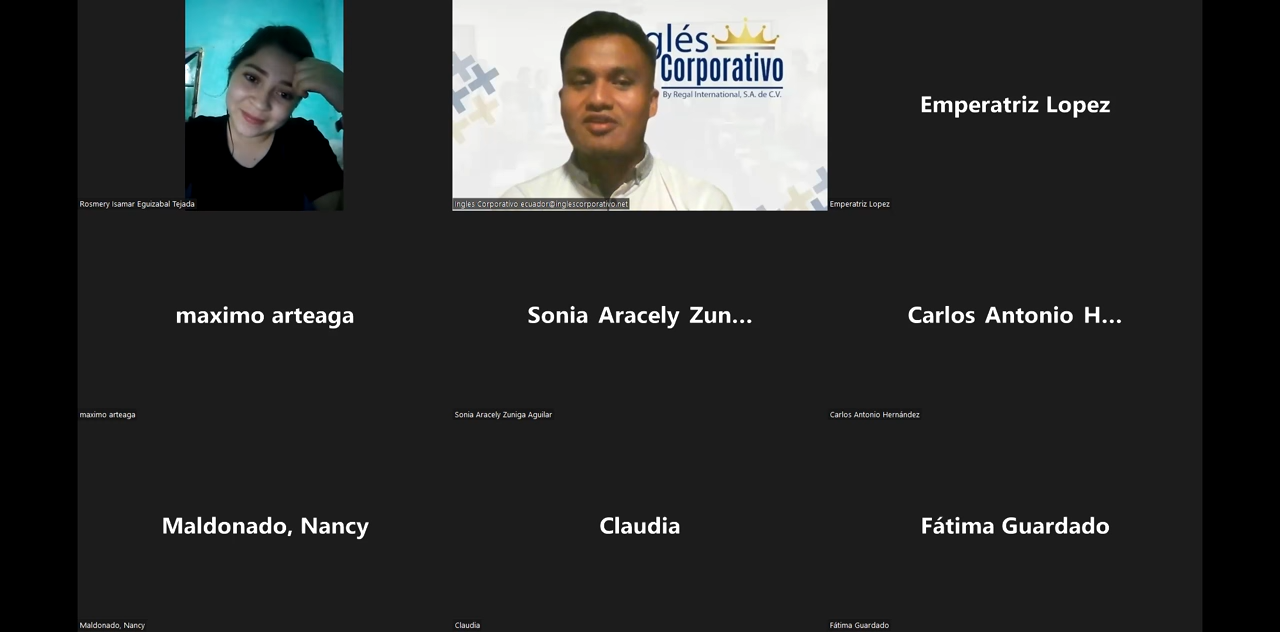 glés
Corporativo
By Regal International, S.A. de C.V.
Emperatriz Lopez
Rosmery Isamar Eguizabal Tejada
Ingles Corporativo ecuador@inglescorporativo.net
Emperatriz Lopez
maximo arteaga
Sonia Aracely Zun...
Carlos Antonio H...
maximo arteaga
Sonia Aracely Zuniga Aguilar
Carlos Antonio Hernández
Maldonado, Nancy
Claudia
Fátima Guardado
Maldonado, Nancy
Claudia
Fátima Guardado